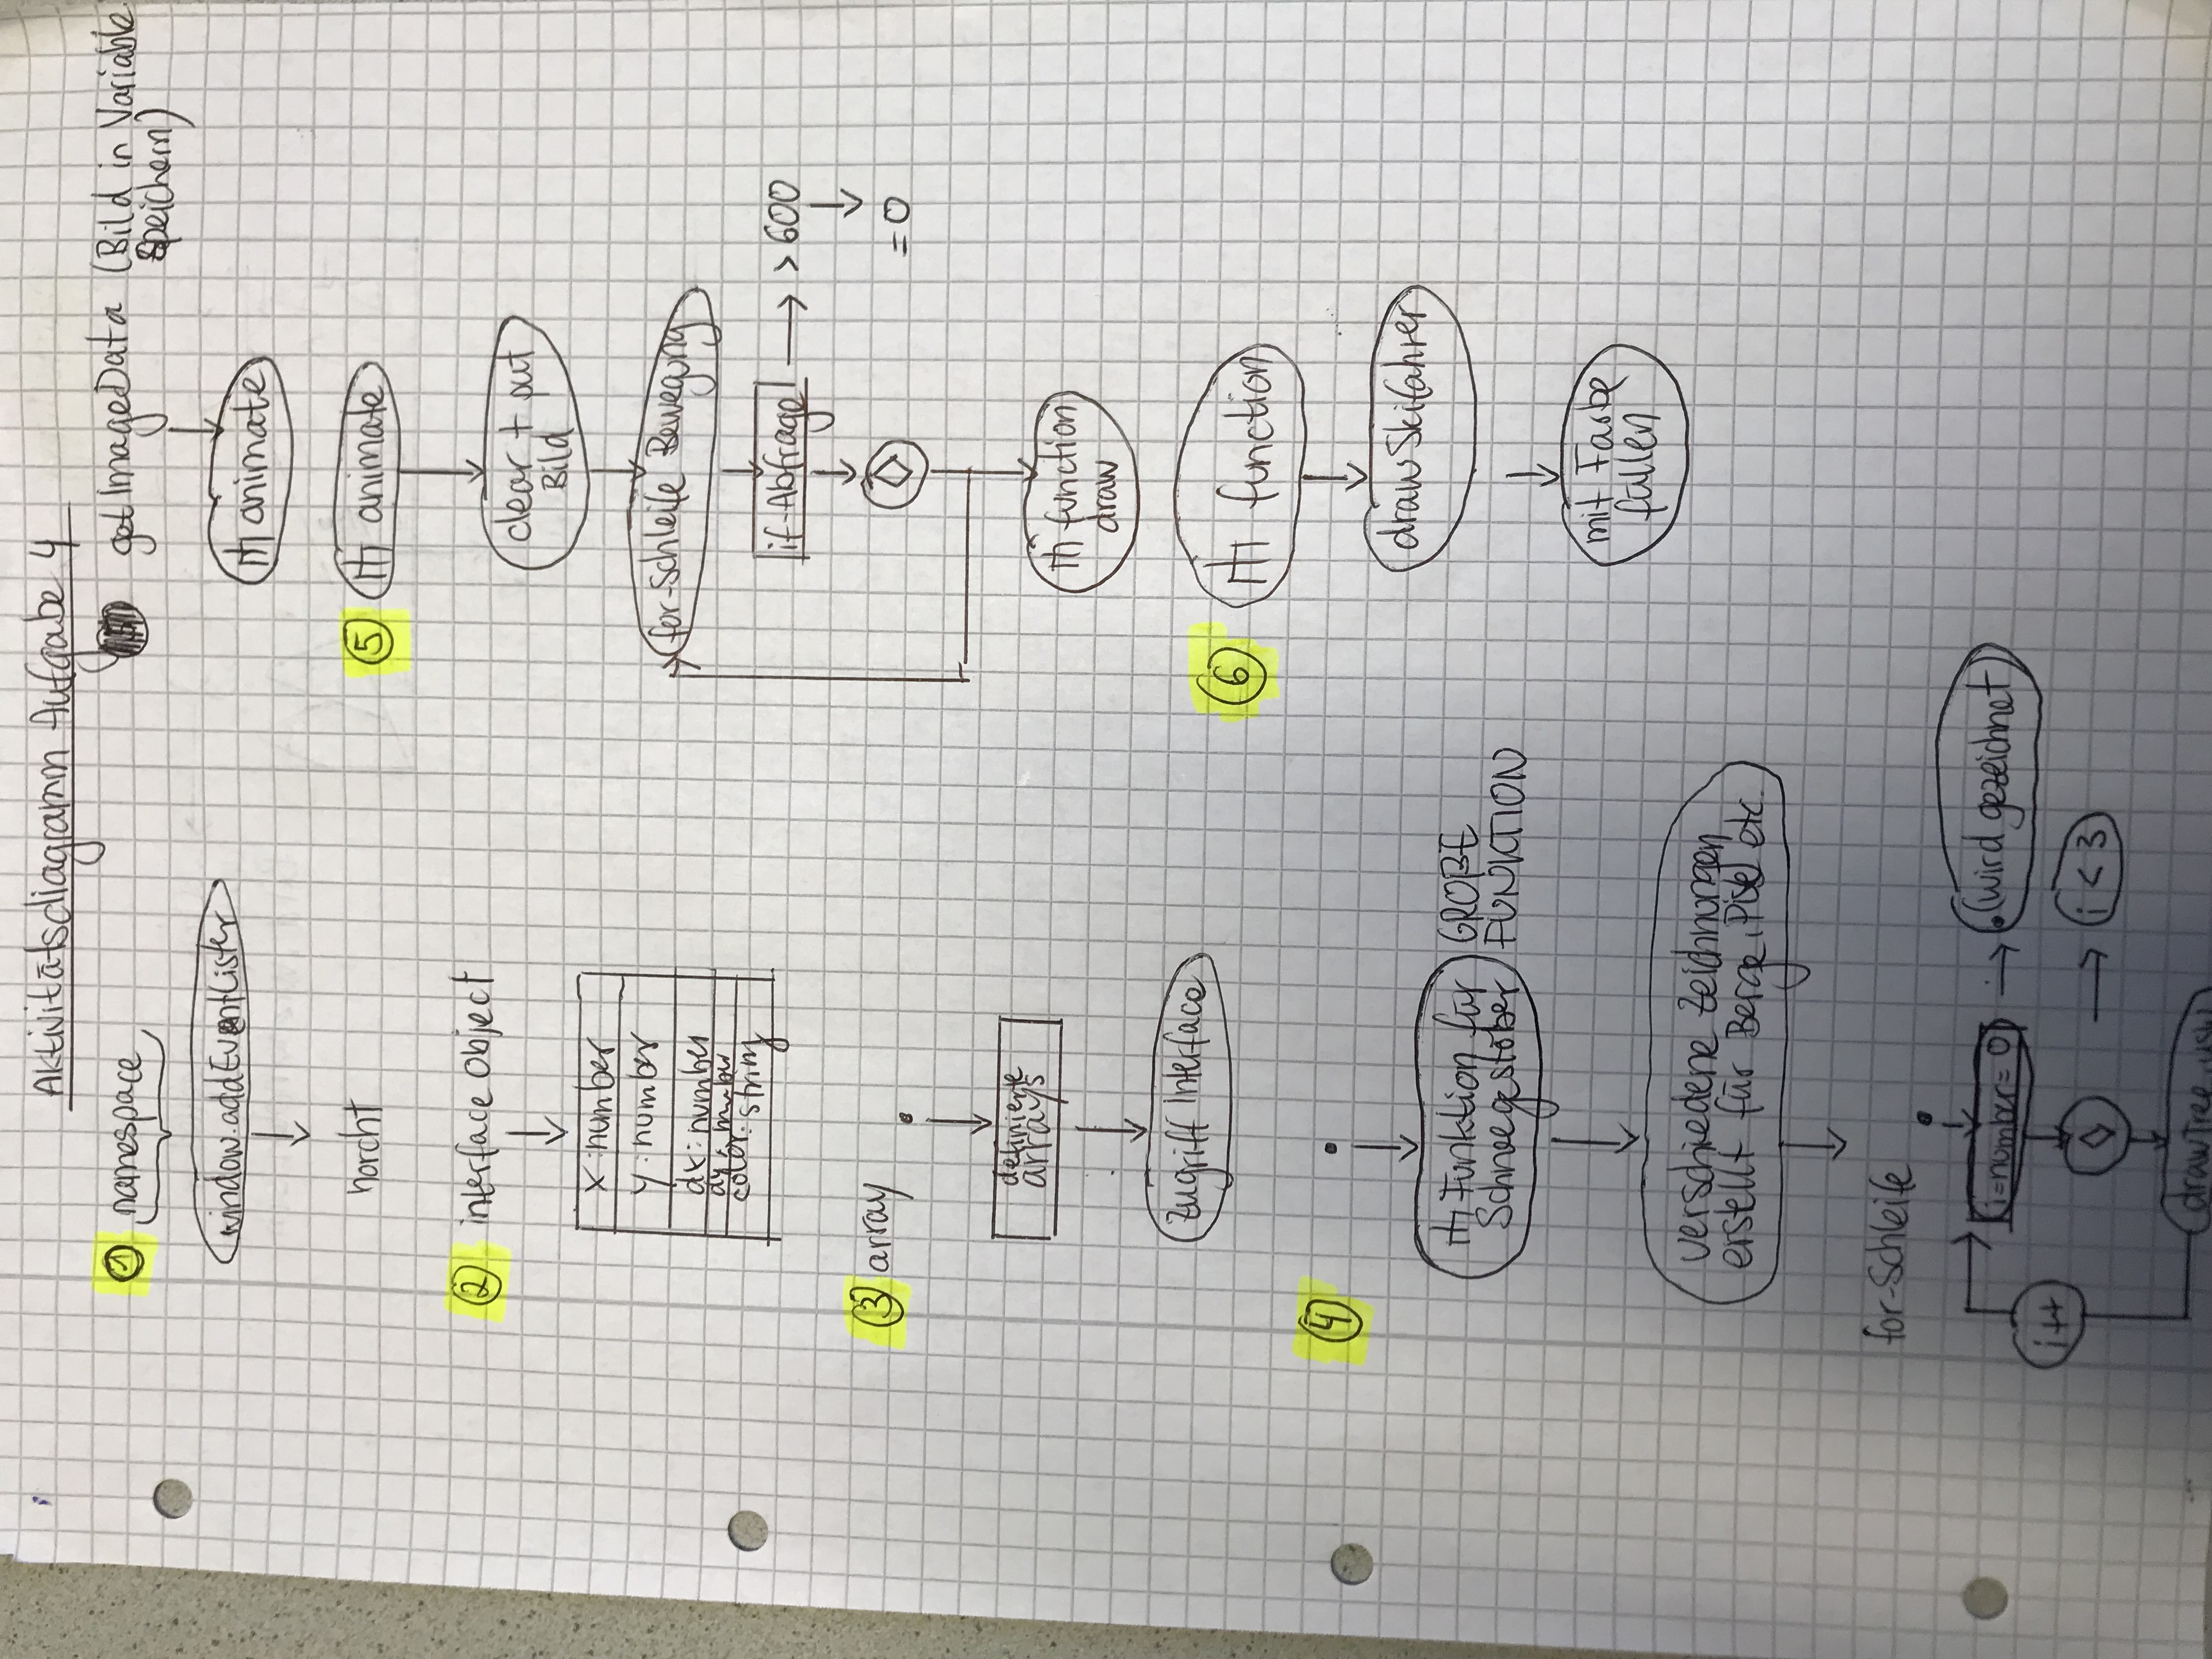 Aktivitätsdiagramm Aufgabe 4
① namespace
window.addEventLister
horcht
② interface Object
x:number
y:number
dx:number
dy:number
color:string
③ array
definierte
arrays
Zugriff Interface
④
Funktion für
Schneegestöber
GROßE
FUNKTION
verschiedene Zeichnungen
erstellt für Berge, Piste etc.
for-Schleife
i=number=0
(wird gezeichnet)
i++
i < 3
drawTree usw
getImageData (Bild in Variable
Speichern)
animate
⑤ animate
clear + put
Bild
for-Schleife Bewegung
if-Abfrage
> 600
= 0
function
draw
⑥ function
draw Skifahrer
mit Farbe
füllen